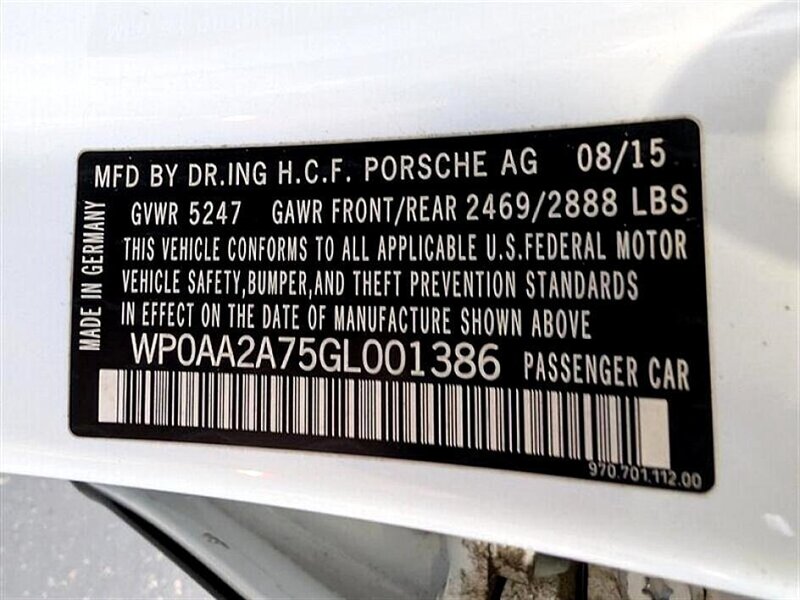 MFD BY DR.ING H.C.F. PORSCHE AG 08/15
GVWR 5247 GAWR FRONT/REAR 2469/2888 LBS
THIS VEHICLE CONFORMS TO ALL APPLICABLE U.S.FEDERAL MOTOR
VEHICLE SAFETY,BUMPER,AND THEFT PREVENTION STANDARDS
IN EFFECT ON THE DATE OF MANUFACTURE SHOWN ABOVE
WP0AA2A75GL001386 PASSENGER CAR
970.701.112.00
MADE IN GERMANY